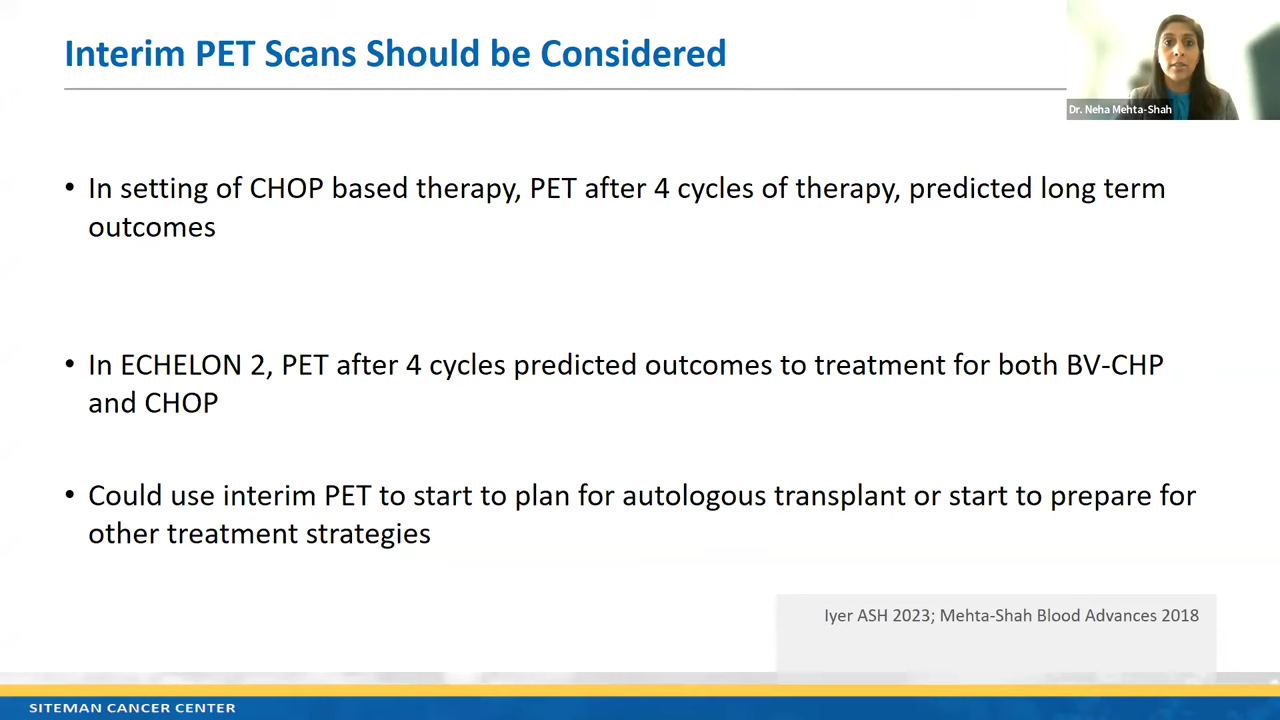 Interim PET Scans Should be Considered
Dr. Neha Mehta-Shah
• In setting of CHOP based therapy, PET after 4 cycles of therapy, predicted long term
outcomes
• In ECHELON 2, PET after 4 cycles predicted outcomes to treatment for both BV-CHP
and CHOP
• Could use interim PET to start to plan for autologous transplant or start to prepare for
other treatment strategies
Iyer ASH 2023; Mehta-Shah Blood Advances 2018
SITEMAN CANCER CENTER